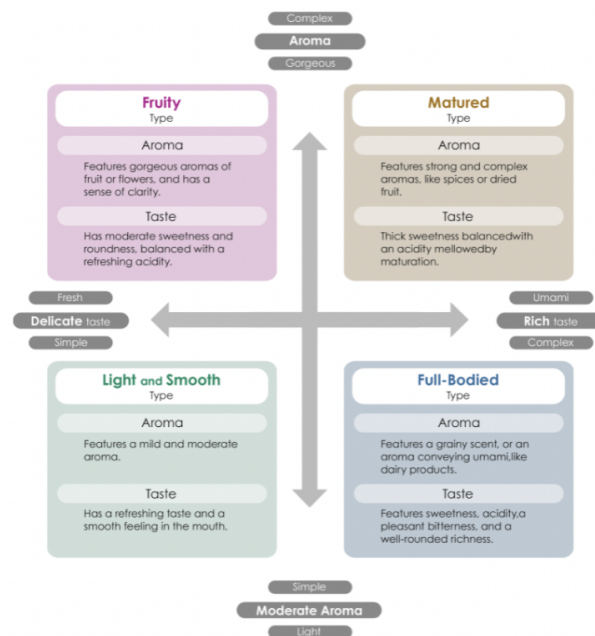 Complex
Aroma
Gorgeous
Fruity
Type
Aroma
Features gorgeous aromas of
fruit or flowers, and has a
sense of clarity.
Taste
Has moderate sweetness and
roundness, balanced with a
refreshing acidity.
Matured
Type
Aroma
Features strong and complex
aromas, like spices or dried
fruit.
Taste
Thick sweetness balancedwith
an acidity mellowedby
maturation.
Fresh
Delicate taste
Simple
Umami
Rich taste
Complex
Light and Smooth
Type
Aroma
Features a mild and moderate
aroma.
Taste
Has a refreshing taste and a
smooth feeling in the mouth.
Full-Bodied
Type
Aroma
Features a grainy scent, or an
aroma conveying umami,like
dairy products.
Taste
Features sweetness, acidity,a
pleasant bitterness, and a
well-rounded richness.
Simple
Moderate Aroma
Light